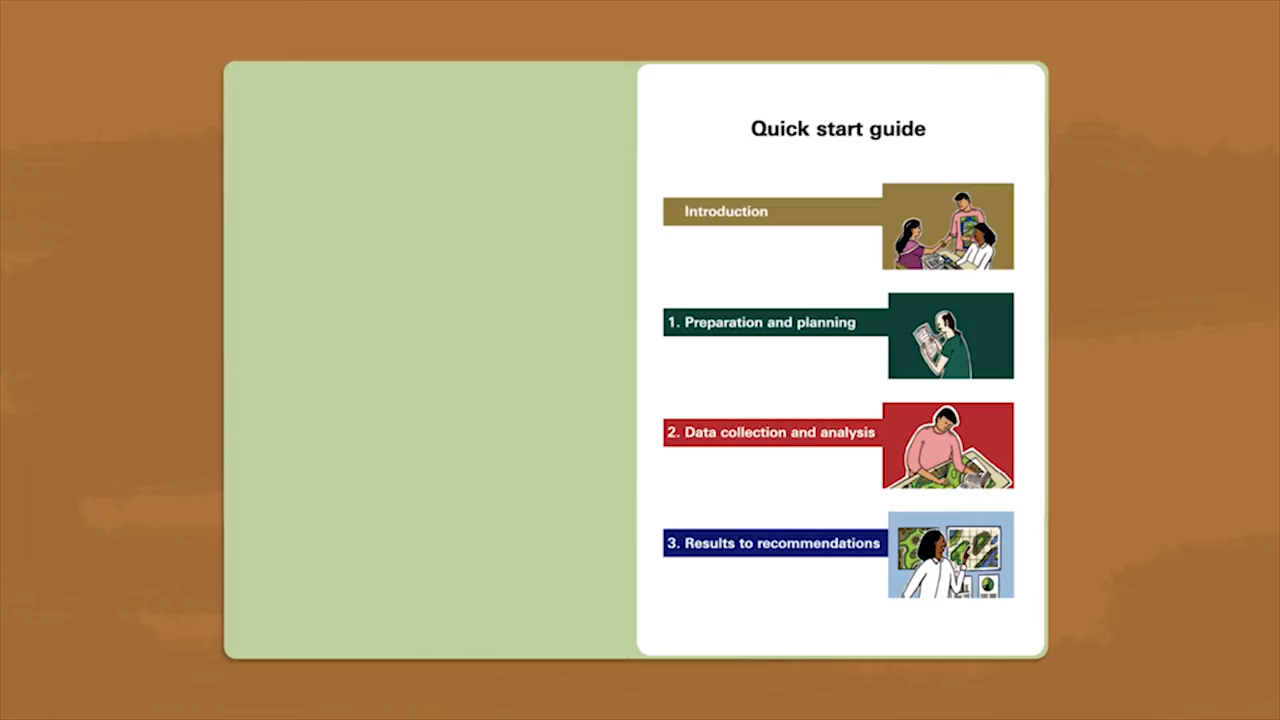 Quick start guide
Introduction
1. Preparation and planning
2. Data collection and analysis
3. Results to recommendations